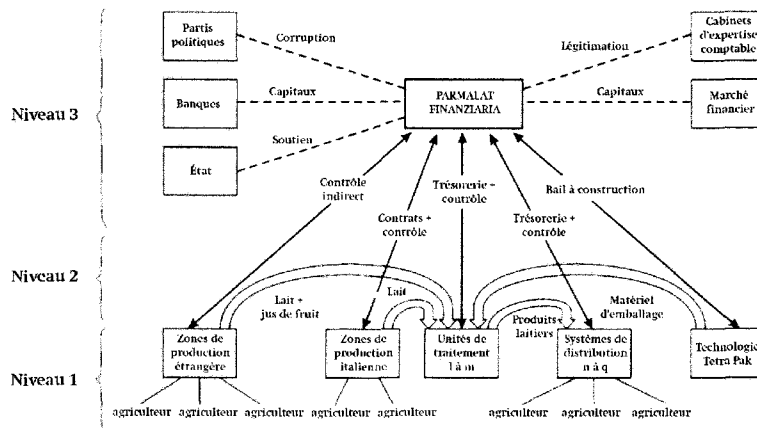 Partis
politiques
Corruption
Cabinets
d'expertise
comptable
Légitimation
Niveau 3
Banques
Capitaux
PARMALAT
FINANZIARIA
Capitaux
Marché
financier
État
Soutien
Contrôle
indirect
Trésorerie +
contrôle
Bail à construction
Contrats +
contrôle
Trésorerie +
contrôle
Niveau 2
Lait +
jus de fruit
Lait
Produits
laitiers
Matériel
d'emballage
Niveau 1
Zones de
production
étrangère
Zones de
production
italienne
Unités de
traitement
l à m
Systèmes de
distribution
n à q
Technologie
Tetra Pak
agriculteur agriculteur agriculteur agriculteur agriculteur agriculteur agriculteur agriculteur